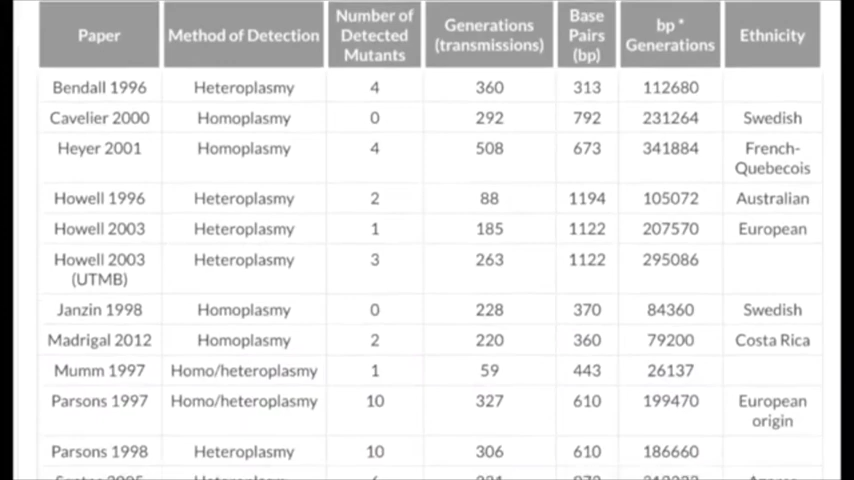 Paper Method of Detection Number of Detected Mutants Generations (transmissions) Base Pairs (bp) bp * Generations Ethnicity
Bendall 1996 Heteroplasmy 4 360 313 112680
Cavelier 2000 Homoplasmy 0 292 792 231264 Swedish
Heyer 2001 Homoplasmy 4 508 673 341884 French-Quebecois
Howell 1996 Heteroplasmy 2 88 1194 105072 Australian
Howell 2003 Heteroplasmy 1 185 1122 207570 European
Howell 2003 (UTMB) Heteroplasmy 3 263 1122 295086
Janzin 1998 Homoplasmy 0 228 370 84360 Swedish
Madrigal 2012 Homoplasmy 2 220 360 79200 Costa Rica
Mumm 1997 Homo/heteroplasmy 1 59 443 26137
Parsons 1997 Homo/heteroplasmy 10 327 610 199470 European origin
Parsons 1998 Heteroplasmy 10 306 610 186660